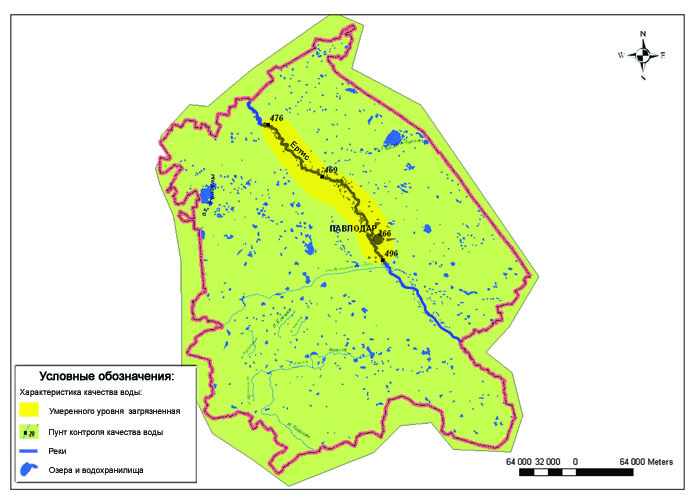 N
W E
S
476
Ертис
469
ПАВЛОДАР
466
496
Условные обозначения:
Характеристика качества воды:
Умеренного уровня загрязненная
N 20 Пунт контроля качества воды
Реки
Озера и водохранилища
64 000 32 000 0 64 000 Meters